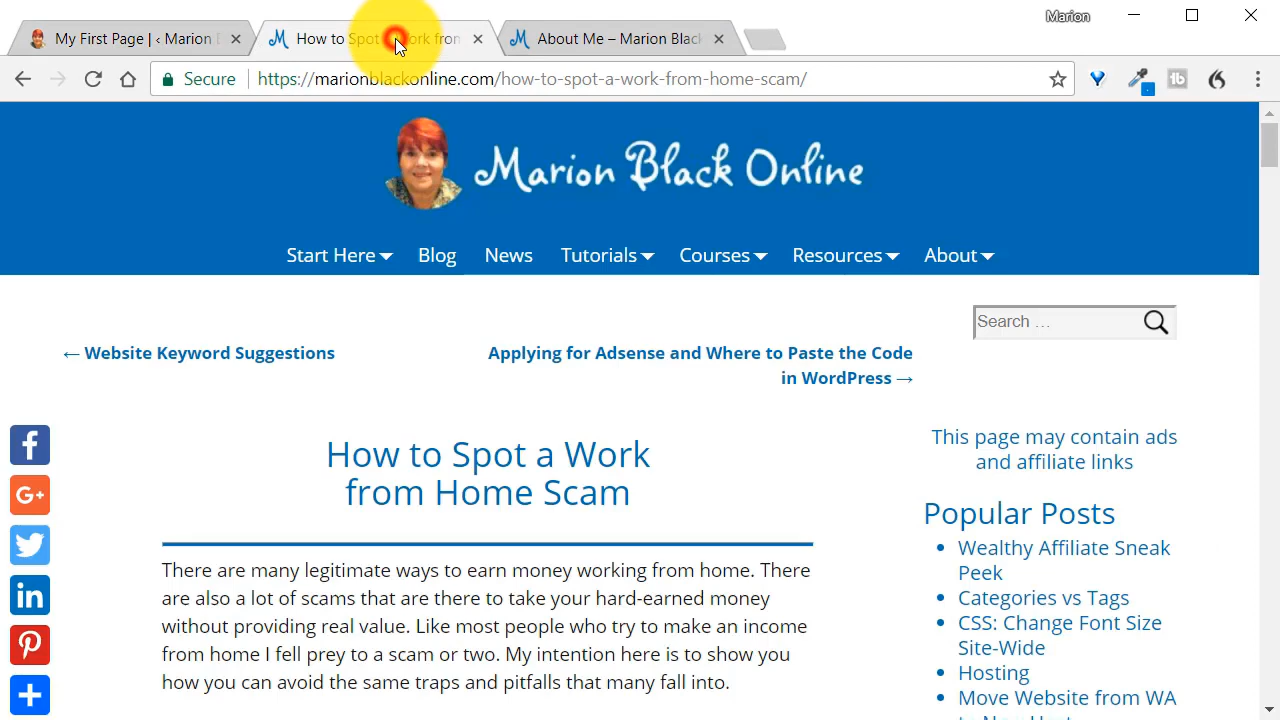 Marion
My First Page | ‹ Marion
How to Spot
rk from
About Me – Marion Black
Secure
https://marionblackonline.com/how-to-spot-a-work-from-home-scam/
Marion Black Online
Start Here
Blog
News
Tutorials
Courses
Resources
About
Search …
← Website Keyword Suggestions
Applying for Adsense and Where to Paste the Code
in WordPress →
How to Spot a Work
from Home Scam
There are many legitimate ways to earn money working from home. There
are also a lot of scams that are there to take your hard-earned money
without providing real value. Like most people who try to make an income
from home I fell prey to a scam or two. My intention here is to show you
how you can avoid the same traps and pitfalls that many fall into.
This page may contain ads
and affiliate links
Popular Posts
• Wealthy Affiliate Sneak
Peek
• Categories vs Tags
• CSS: Change Font Size
Site-Wide
• Hosting
• Move Website from WA